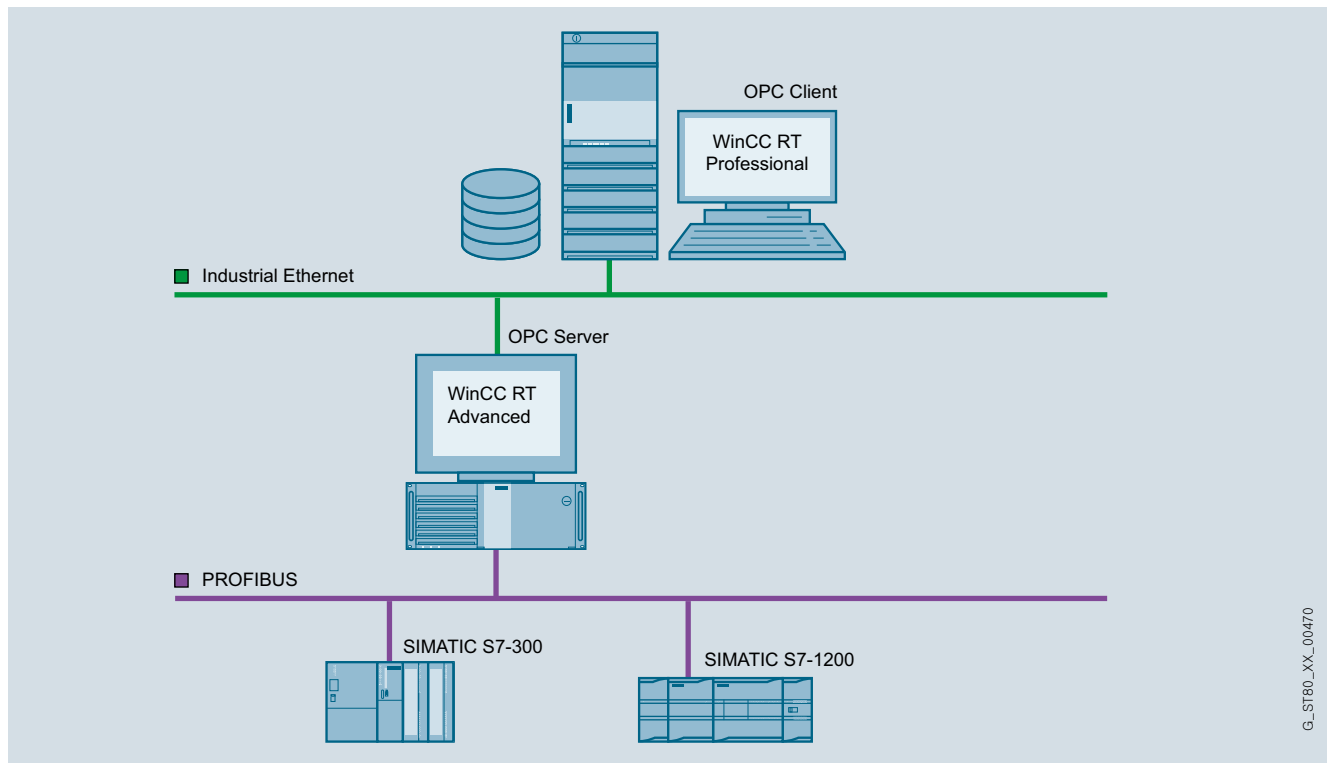 OPC Client
WinCC RT
Professional
Industrial Ethernet
OPC Server
WinCC RT
Advanced
PROFIBUS
SIMATIC S7-300
SIMATIC S7-1200
G_ST80_XX_00470